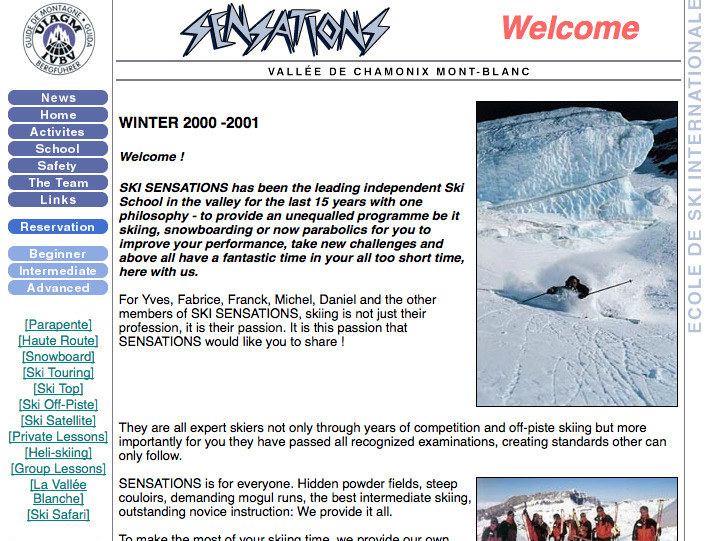 GUIDE DE MONTAGNE - GUIDA
UIAGM
IVBV
BERGFÜHRER
SENSATIONS
Welcome
VALLÉE DE CHAMONIX MONT-BLANC
News
Home
Activites
School
Safety
The Team
Links
Reservation
Beginner
Intermediate
Advanced
[Parapente]
[Haute Route]
[Snowboard]
[Ski Touring]
[Ski Top]
[Ski Off-Piste]
[Ski Satellite]
[Private Lessons]
[Heli-skiing]
[Group Lessons]
[La Vallée
Blanche]
[Ski Safari]
WINTER 2000 -2001
Welcome !
SKI SENSATIONS has been the leading independent Ski
School in the valley for the last 15 years with one
philosophy - to provide an unequalled programme be it
skiing, snowboarding or now parabolics for you to
improve your performance, take new challenges and
above all have a fantastic time in your all too short time,
here with us.
For Yves, Fabrice, Franck, Michel, Daniel and the other
members of SKI SENSATIONS, skiing is not just their
profession, it is their passion. It is this passion that
SENSATIONS would like you to share !
They are all expert skiers not only through years of competition and off-piste skiing but more
importantly for you they have passed all recognized examinations, creating standards other can
only follow.
SENSATIONS is for everyone. Hidden powder fields, steep
couloirs, demanding mogul runs, the best intermediate skiing,
outstanding novice instruction: We provide it all.
To make the most of your skiing time, we provide our own
ECOLE DE SKI INTERNATIONALE